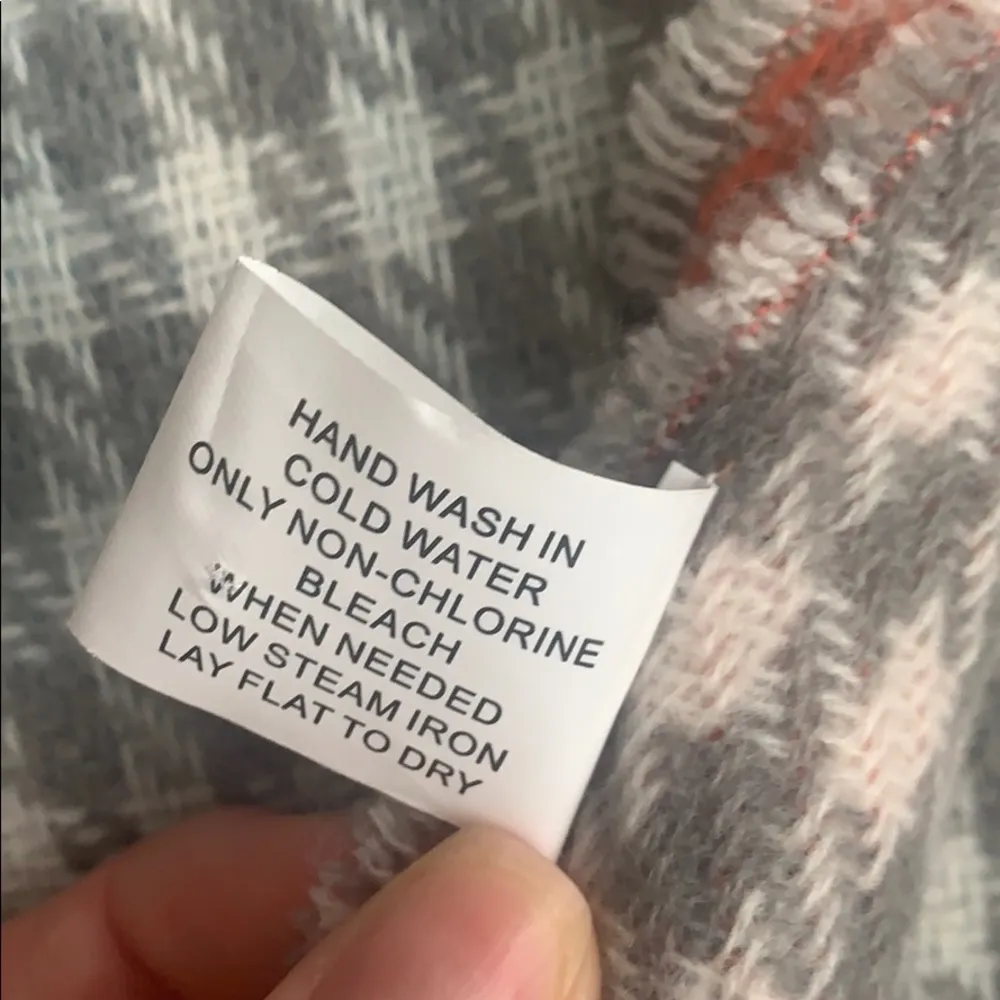 HAND WASH IN
COLD WATER
ONLY NON-CHLORINE
BLEACH
WHEN NEEDED
LOW STEAM IRON
LAY FLAT TO DRY